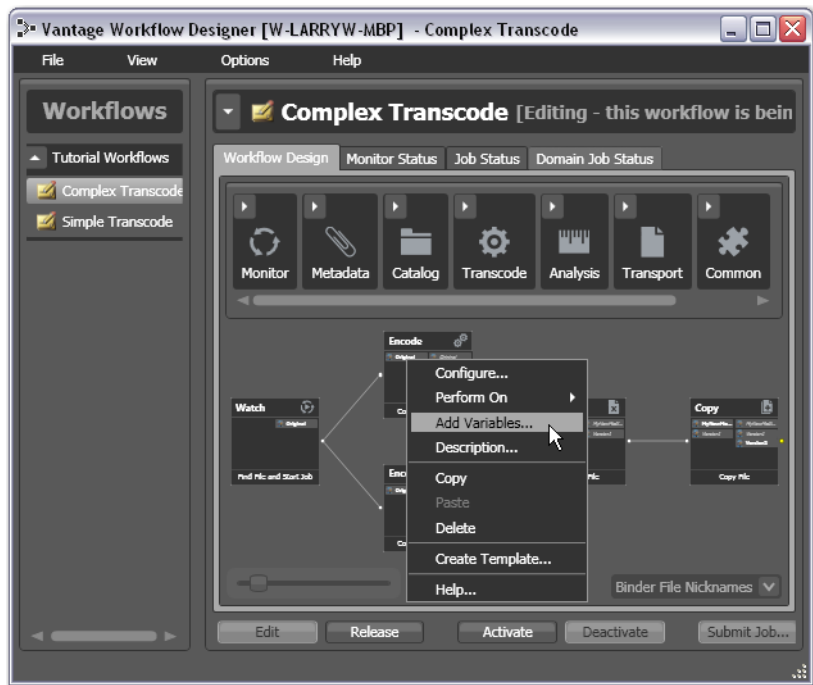 Vantage Workflow Designer [W-LARRYW-MBP] - Complex Transcode
File View Options Help
Workflows
Tutorial Workflows
Complex Transcode
Simple Transcode
Complex Transcode [Editing - this workflow is bein
Workflow Design Monitor Status Job Status Domain Job Status
Monitor Metadata Catalog Transcode Analysis Transport Common
Encode
Original
Watch
Original
Find File and Start Job
Configure...
Perform On
Add Variables...
Description...
Copy
Paste
Delete
Create Template...
Help...
Copy
Copy File
Binder File Nicknames
Edit Release Activate Deactivate Submit Job...